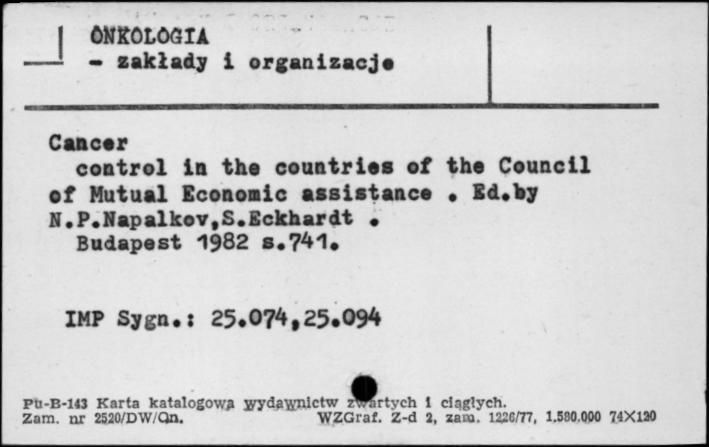 ONKOLOGIA
- zakłady i organizacje
Cancer
control in the countries of the Council
of Mutual Economic assistance . Ed.by
N.P.Napalkov,S.Eckhardt .
Budapest 1982 s.741.
IMP Sygn.: 25.074,25.094
Pu-B-143 Karta katalogowa wydawnictw zwartych i ciągłych.
Zam. nr 2520/DW/Qn. WZGraf. Z-d 2, zam. 1226/77, 1.580.000 74X120